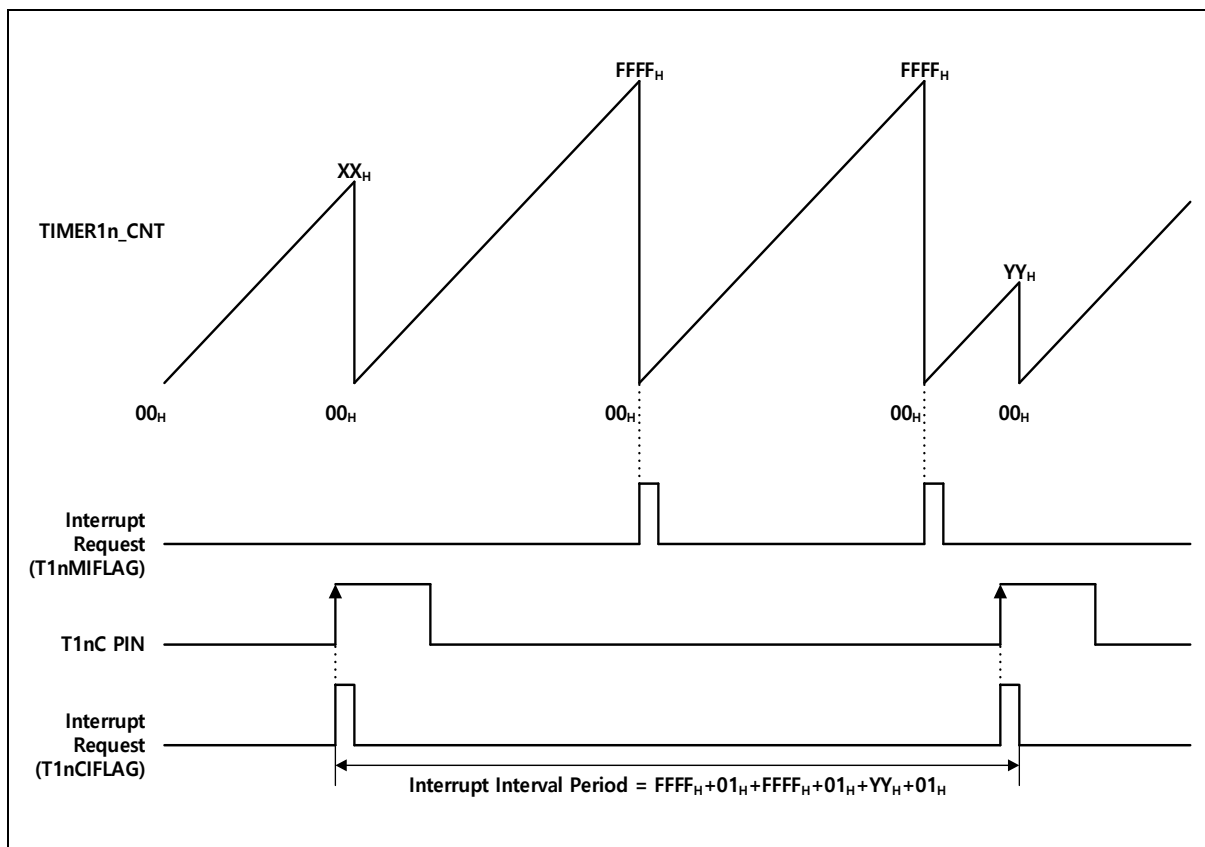 FFFFH FFFFH
XXH
TIMER1n_CNT
YYH
00H 00H 00H 00H 00H
Interrupt
Request
(T1nMIFLAG)
T1nC PIN
Interrupt
Request
(T1nCIFLAG)
Interrupt Interval Period = FFFFH+01H+FFFFH+01H+YYH+01H